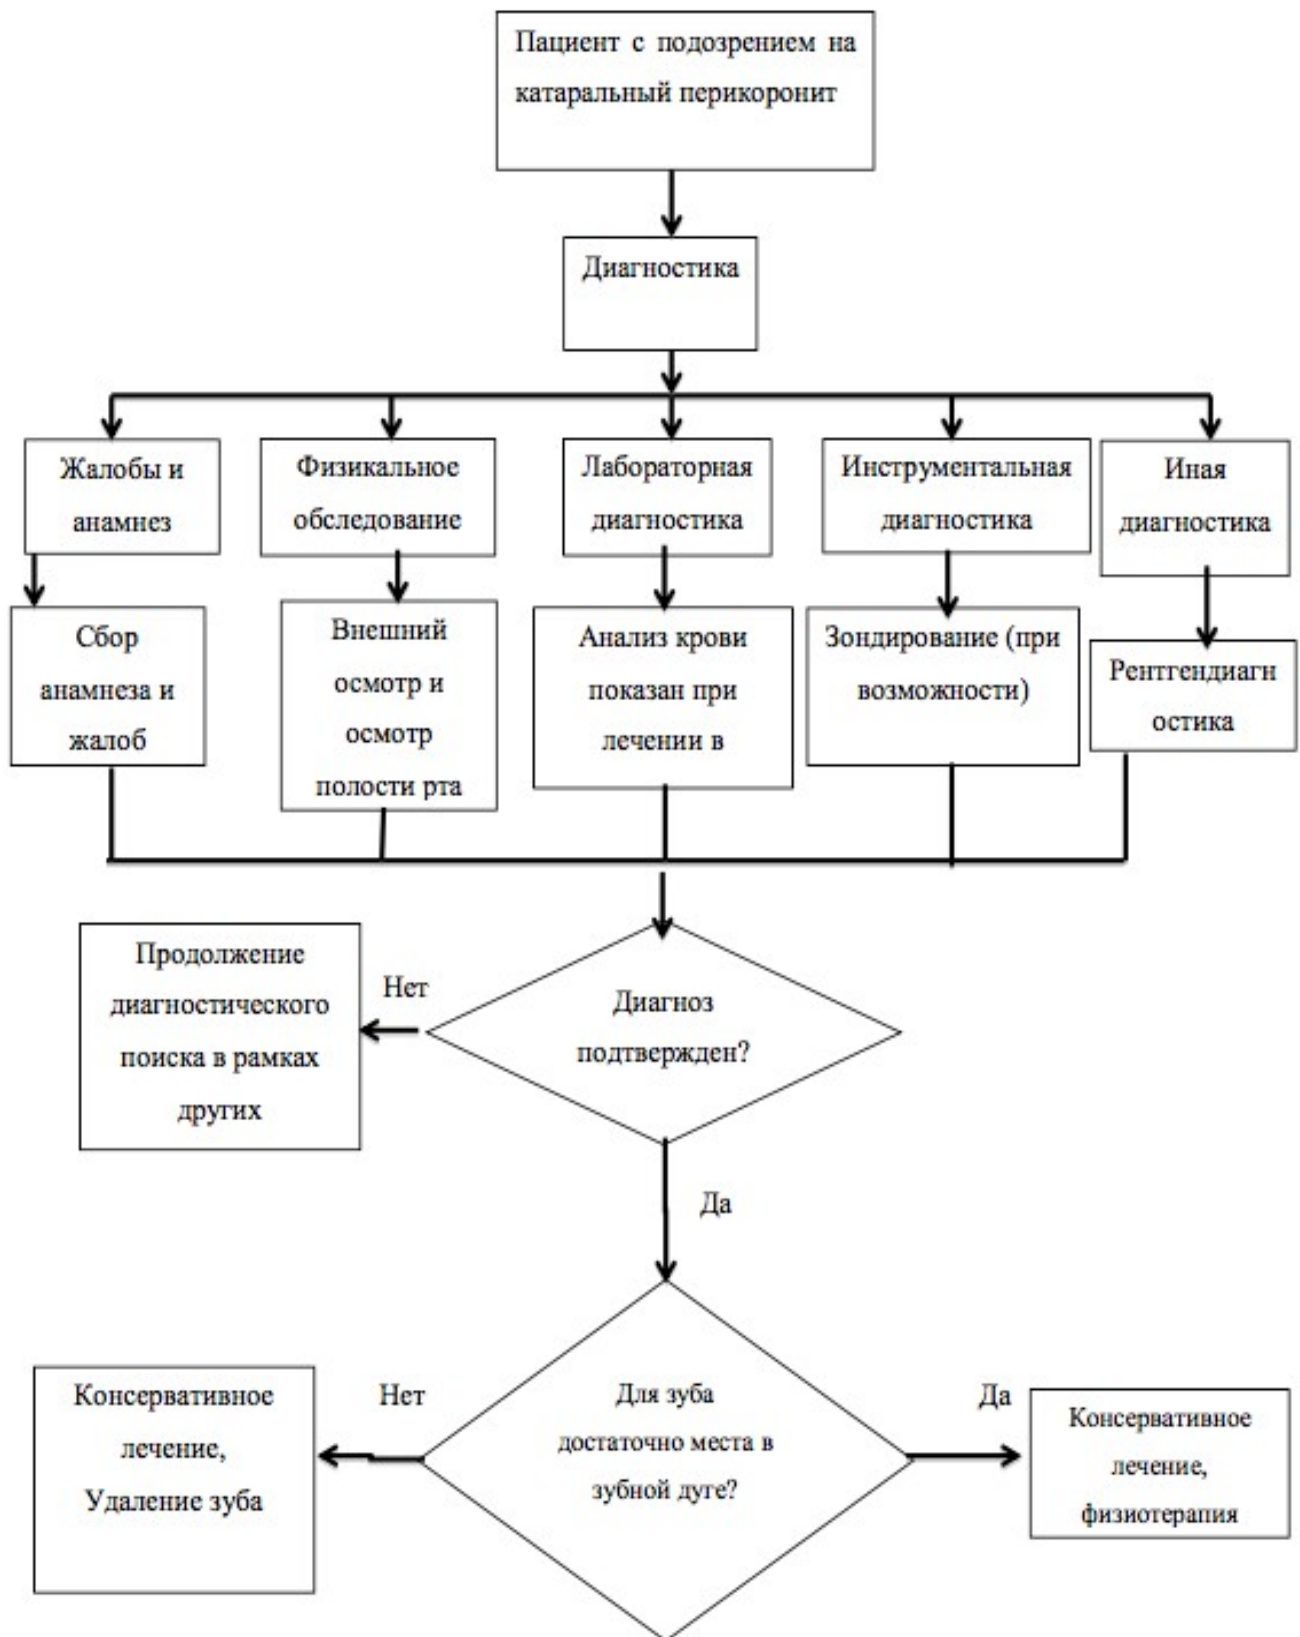 Пациент с подозрением на
катаральный перикоронит
Диагностика
Жалобы и
анамнез
Физикальное
обследование
Лабораторная
диагностика
Инструментальная
диагностика
Иная
диагностика
Сбор
анамнеза и
жалоб
Внешний
осмотр и
осмотр
полости рта
Анализ крови
показан при
лечении в
Зондирование (при
возможности)
Рентгендиагн
остика
Продолжение
диагностического
поиска в рамках
других
Нет
Диагноз
подтвержден?
Да
Консервативное
лечение,
Удаление зуба
Нет
Для зуба
достаточно места в
зубной дуге?
Да
Консервативное
лечение,
физиотерапия